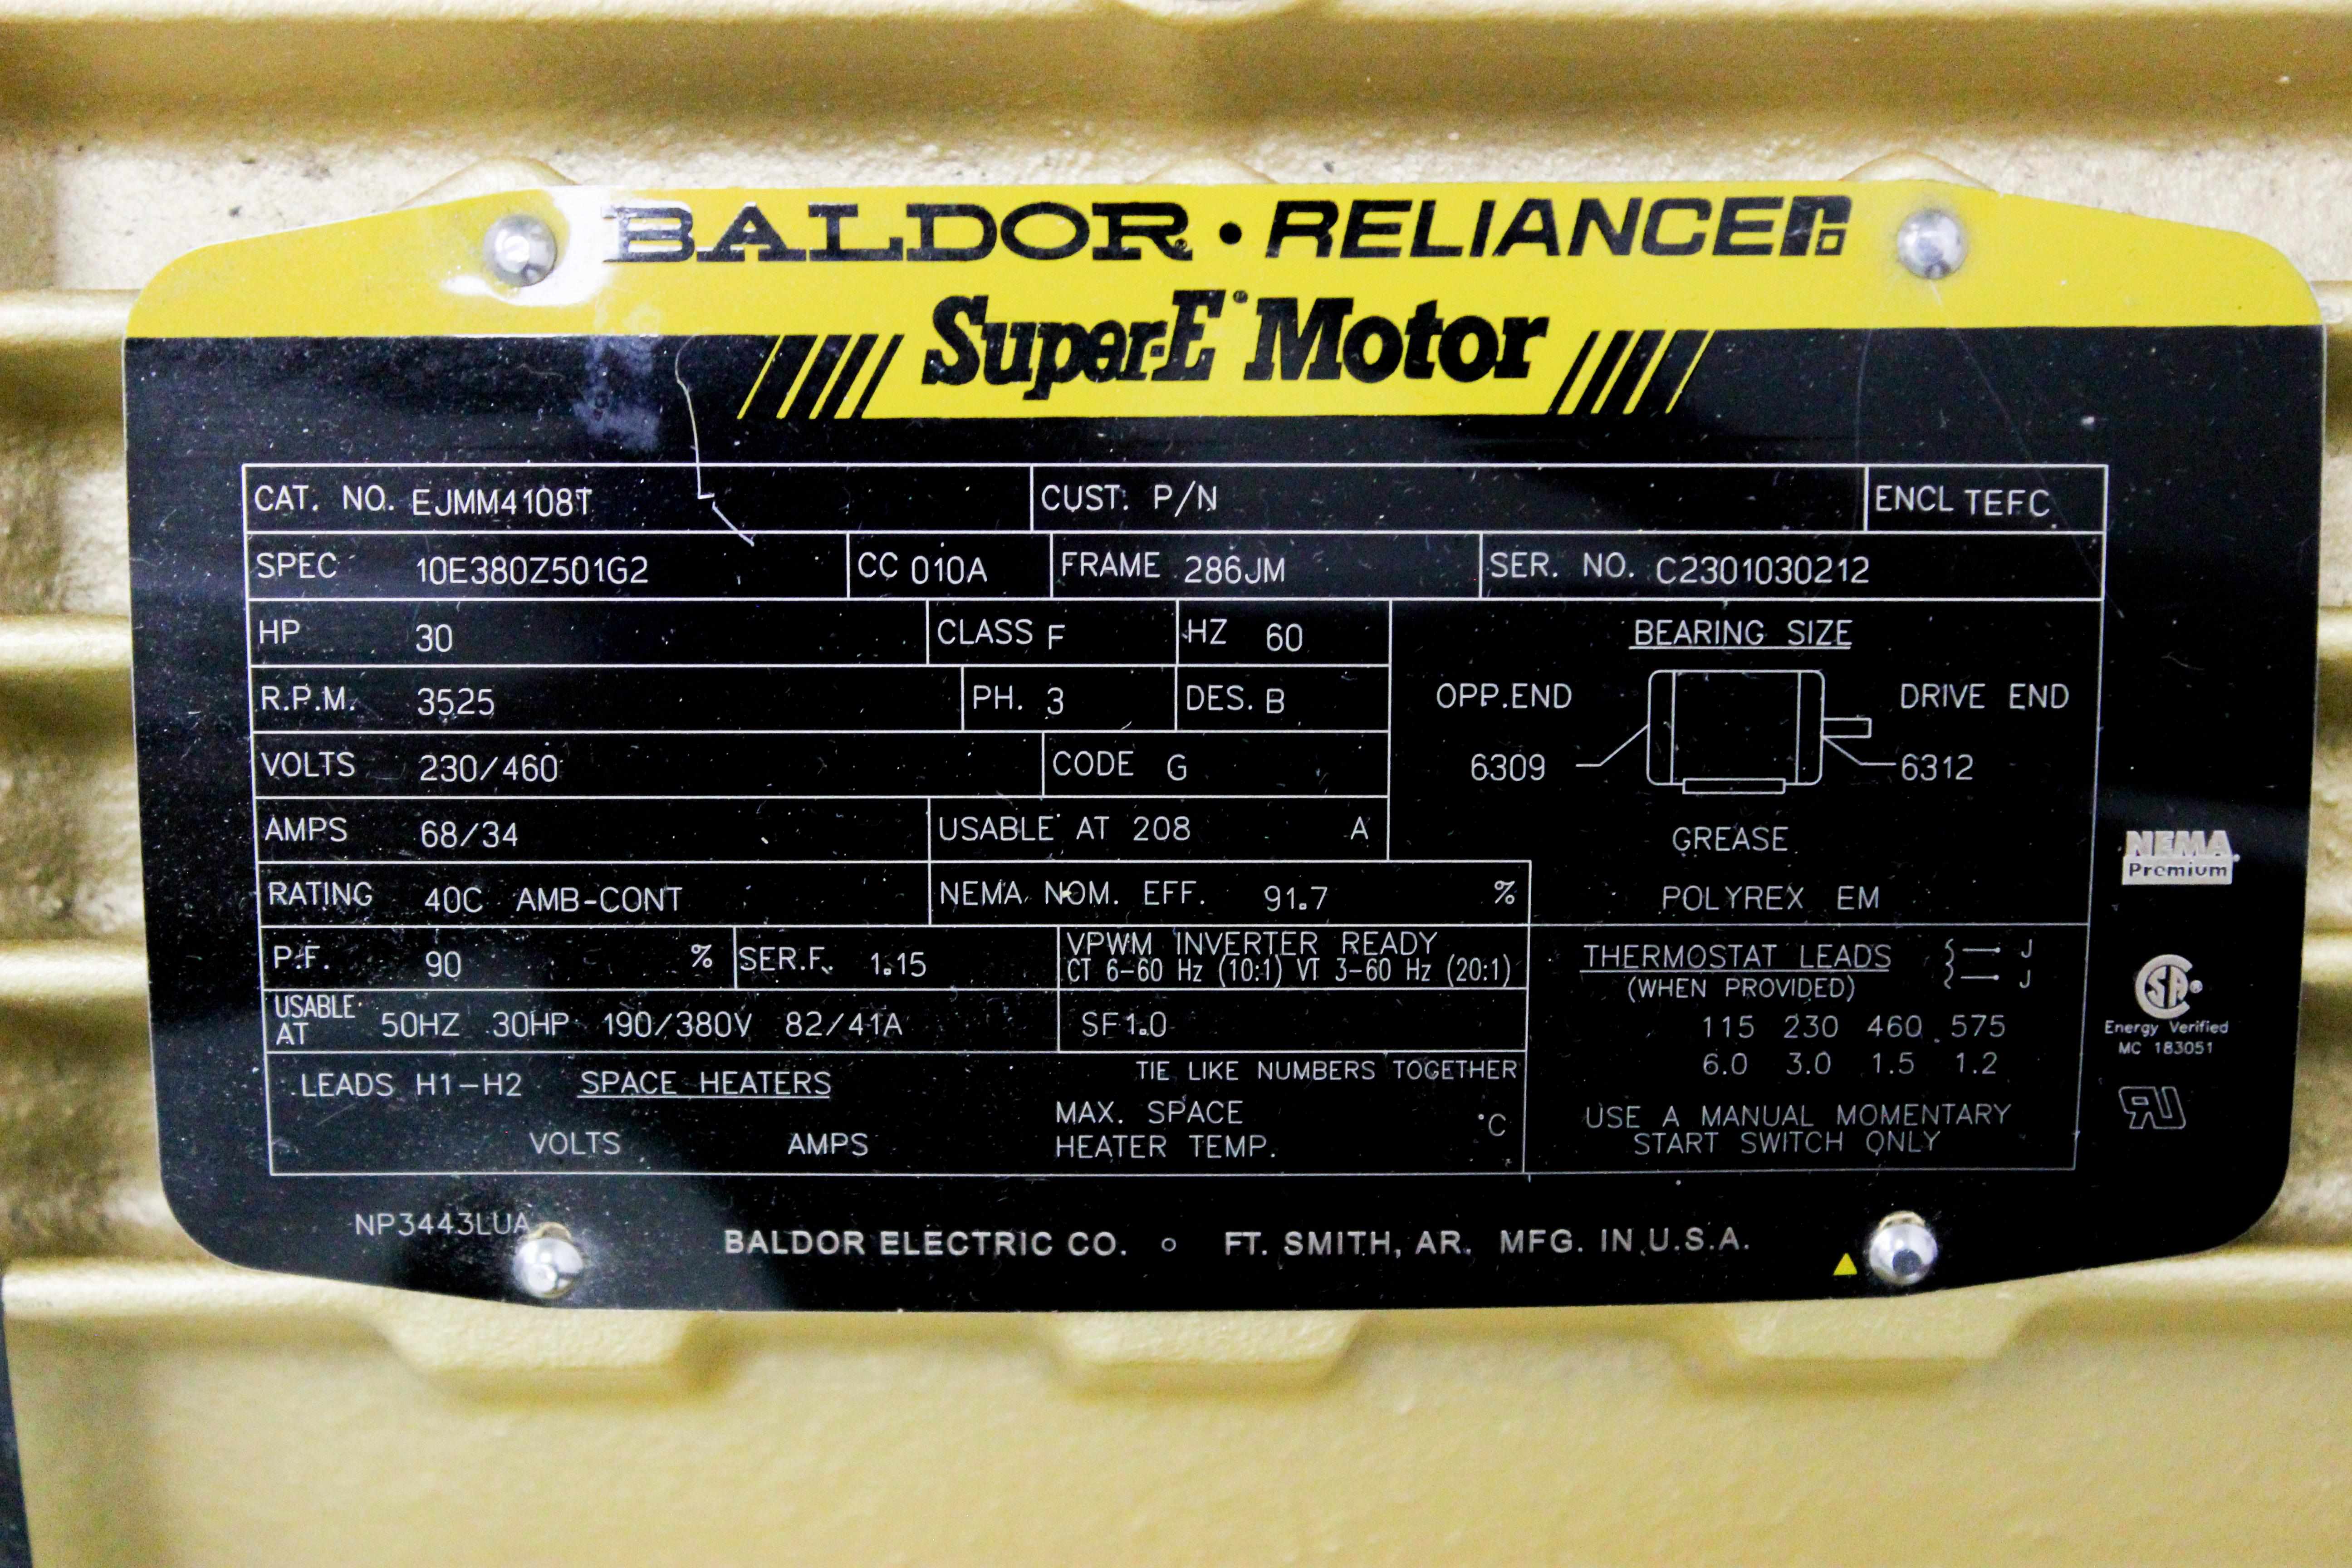 BALDOR • RELIANCE
Super-E® Motor
CAT. NO. EJMM4108T CUST. P/N ENCL TEFC
SPEC 10E380Z501G2 CC 010A FRAME 286JM SER. NO. C2301030212
HP 30 CLASS F HZ 60 BEARING SIZE
R.P.M. 3525 PH. 3 DES. B OPP.END DRIVE END
VOLTS 230/460 CODE G 6309 6312
AMPS 68/34 USABLE AT 208 A GREASE
RATING 40C AMB-CONT NEMA NOM. EFF. 91.7 % POLYREX EM
P.F. 90 % SER.F. 1.15 VPWM INVERTER READY
CT 6-60 Hz (10:1) VT 3-60 Hz (20:1)
THERMOSTAT LEADS J
J
(WHEN PROVIDED)
USABLE AT 50HZ 30HP 190/380V 82/41A SF1.0
115 230 460 575
6.0 3.0 1.5 1.2
LEADS H1-H2 SPACE HEATERS TIE LIKE NUMBERS TOGETHER
VOLTS AMPS MAX. SPACE
HEATER TEMP. °C
USE A MANUAL MOMENTARY
START SWITCH ONLY
NEMA
Premium
SA®
Energy Verified
MC 183051
RU
NP3443LUA
BALDOR ELECTRIC CO. ○ FT. SMITH, AR. MFG. IN U.S.A.